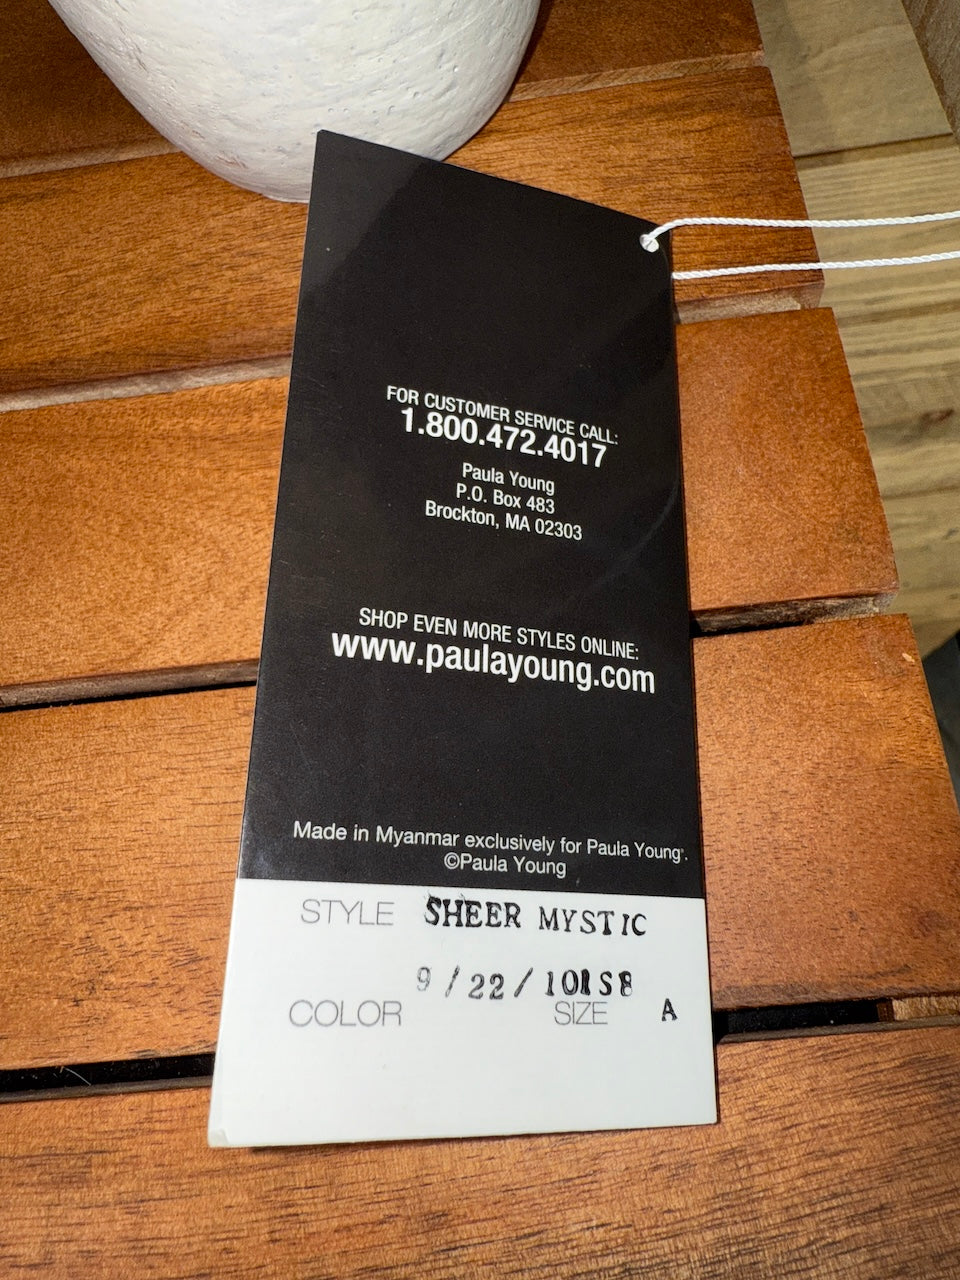 FOR CUSTOMER SERVICE CALL:
1.800.472.4017
Paula Young
P.O. Box 483
Brockton, MA 02303
SHOP EVEN MORE STYLES ONLINE:
www.paulayoung.com
Made in Myanmar exclusively for Paula Young®.
©Paula Young
STYLE SHEER MYSTIC
9/22/101S8
COLOR SIZE A